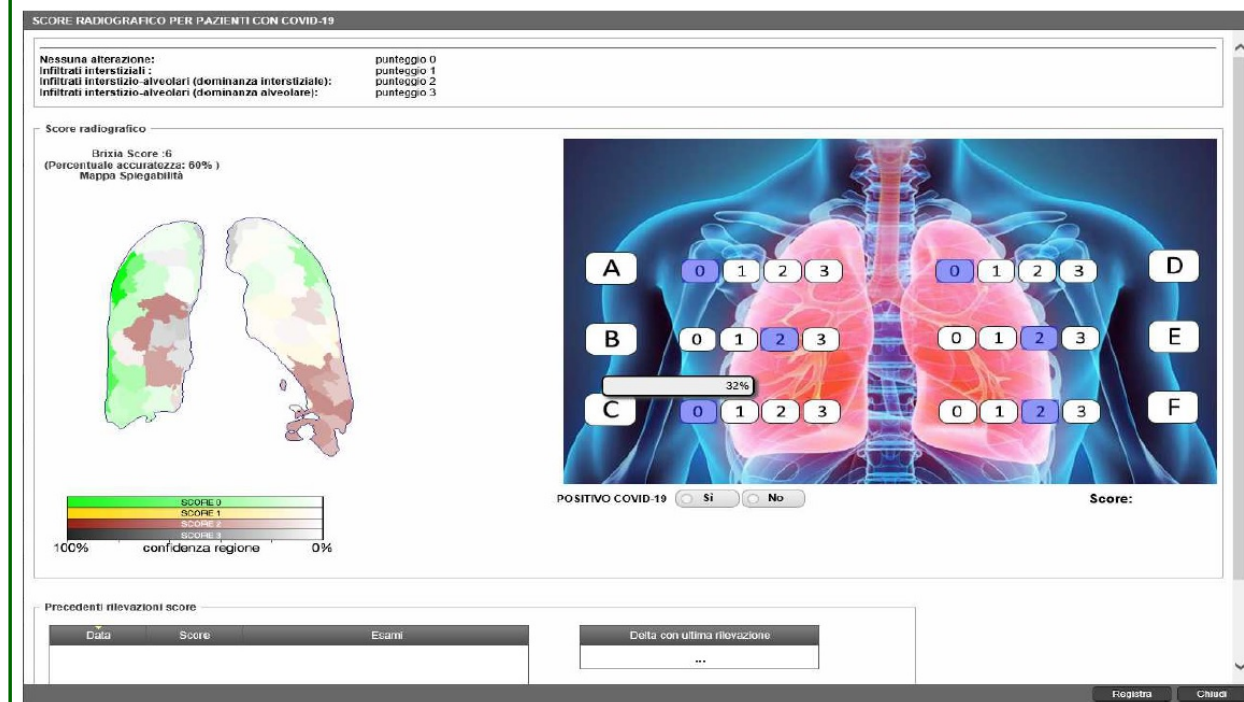 SCORE RADIOGRAFICO PER PAZIENTI CON COVID-19
Nessuna alterazione: punteggio 0
Infiltrati interstiziali : punteggio 1
Infiltrati interstizio-alveolari (dominanza interstiziale): punteggio 2
Infiltrati interstizio-alveolari (dominanza alveolare): punteggio 3
Score radiografico
Brixia Score :6
(Percentuale accuratezza: 60% )
Mappa Spiegabilità
A 0 1 2 3 0 1 2 3 D
B 0 1 2 3 0 1 2 3 E
32%
C 0 1 2 3 0 1 2 3 F
SCORE 0
SCORE 1
SCORE 2
SCORE 3
100% confidenza regione 0%
POSITIVO COVID-19 Si No Score:
Precedenti rilevazioni score
Data Score Esami
Delta con ultima rilevazione
...
Registra Chiudi